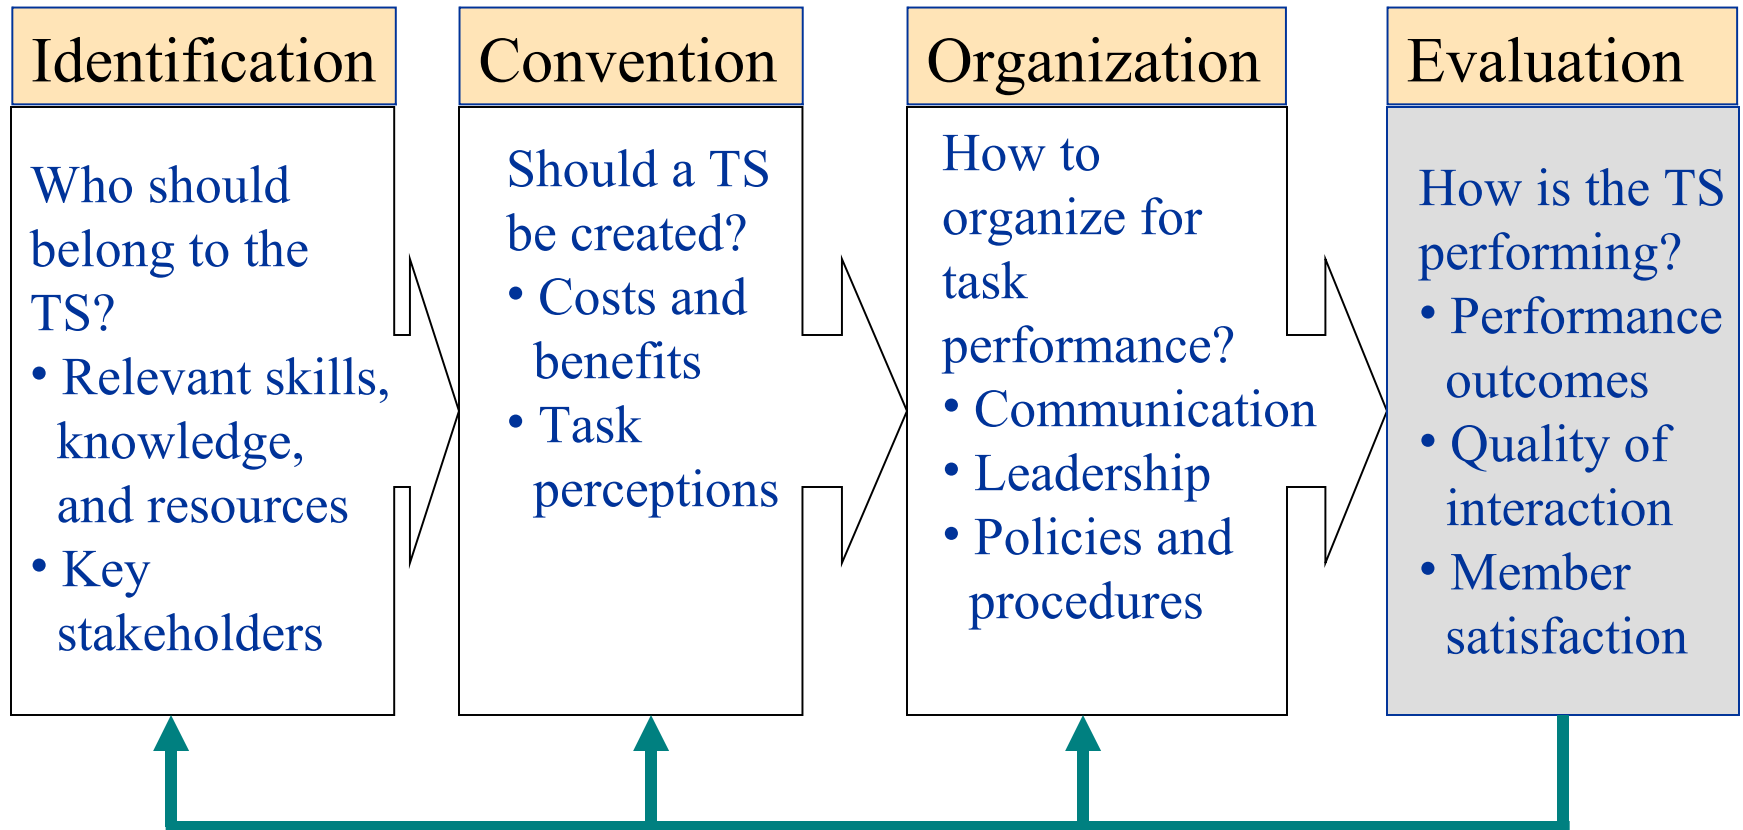 Identification
Who should
belong to the
TS?
• Relevant skills,
knowledge,
and resources
• Key
stakeholders
Convention
Should a TS
be created?
• Costs and
benefits
• Task
perceptions
Organization
How to
organize for
task
performance?
• Communication
• Leadership
• Policies and
procedures
Evaluation
How is the TS
performing?
• Performance
outcomes
• Quality of
interaction
• Member
satisfaction